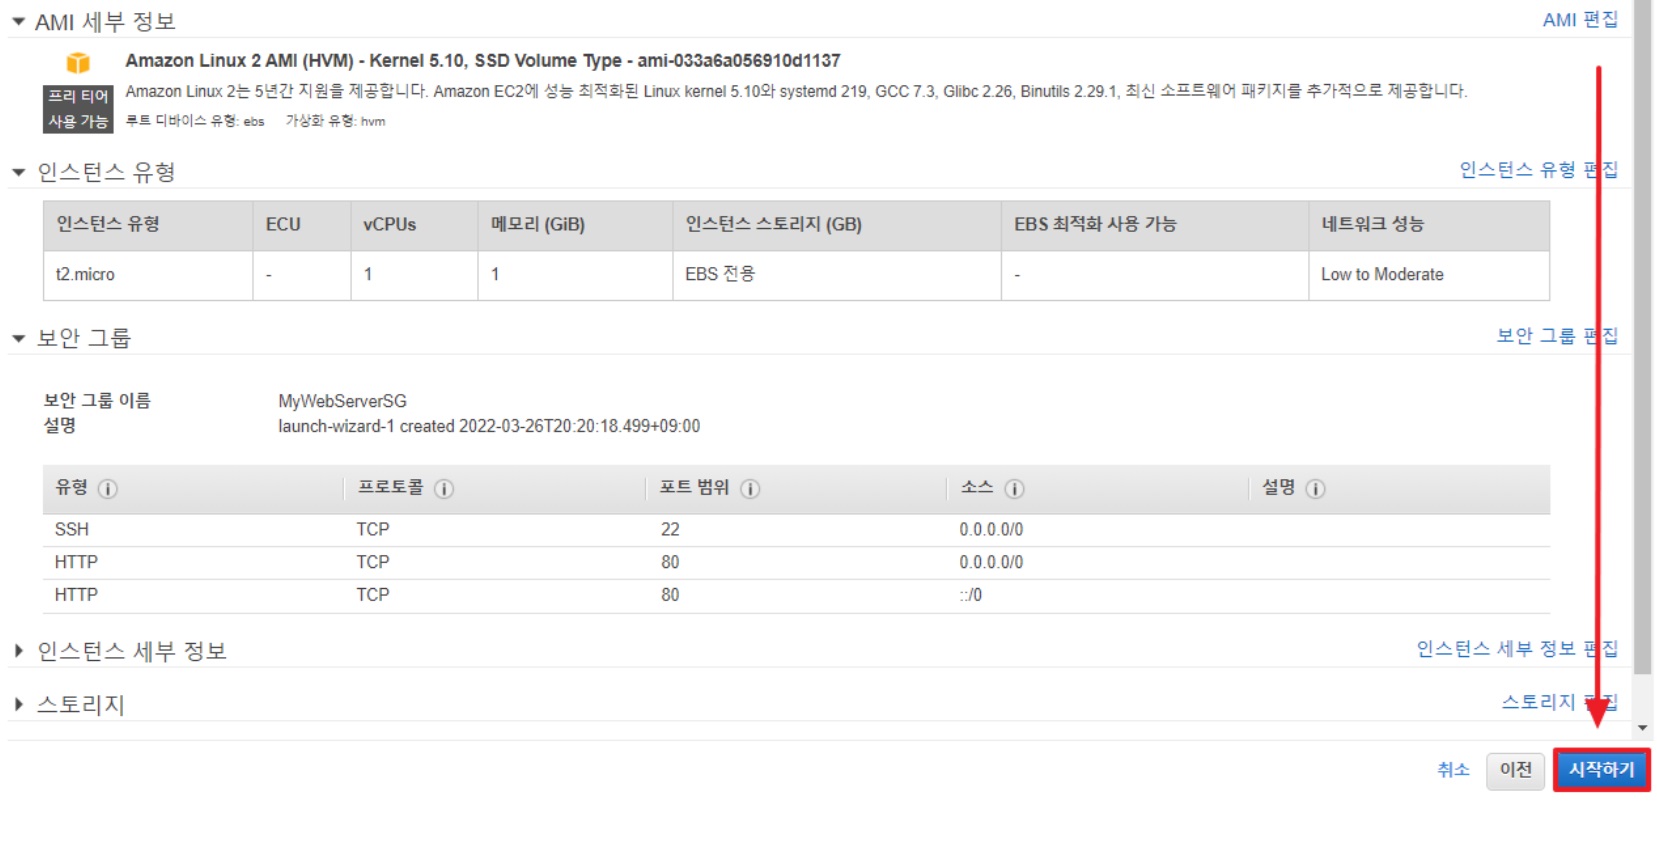 AMI 세부 정보
AMI 편집
Amazon Linux 2 AMI (HVM) - Kernel 5.10, SSD Volume Type - ami-033a6a056910d1137
프리 티어
사용 가능
Amazon Linux 2는 5년간 지원을 제공합니다. Amazon EC2에 성능 최적화된 Linux kernel 5.10와 systemd 219, GCC 7.3, Glibc 2.26, Binutils 2.29.1, 최신 소프트웨어 패키지를 추가적으로 제공합니다.
루트 디바이스 유형: ebs 가상화 유형: hvm
인스턴스 유형
인스턴스 유형 편집
인스턴스 유형 ECU vCPUs 메모리 (GiB) 인스턴스 스토리지 (GB) EBS 최적화 사용 가능 네트워크 성능
t2.micro - 1 1 EBS 전용 - Low to Moderate
보안 그룹
보안 그룹 편집
보안 그룹 이름 MyWebServerSG
설명 launch-wizard-1 created 2022-03-26T20:20:18.499+09:00
유형 프로토콜 포트 범위 소스 설명
SSH TCP 22 0.0.0.0/0
HTTP TCP 80 0.0.0.0/0
HTTP TCP 80 ::/0
인스턴스 세부 정보
인스턴스 세부 정보 편집
스토리지
스토리지 편집
취소 이전 시작하기